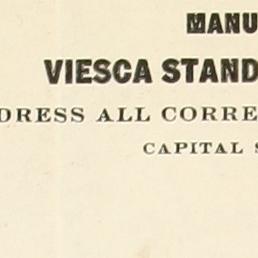 MANU
VIESCA STAND
DRESS ALL CORRE
CAPITAL S